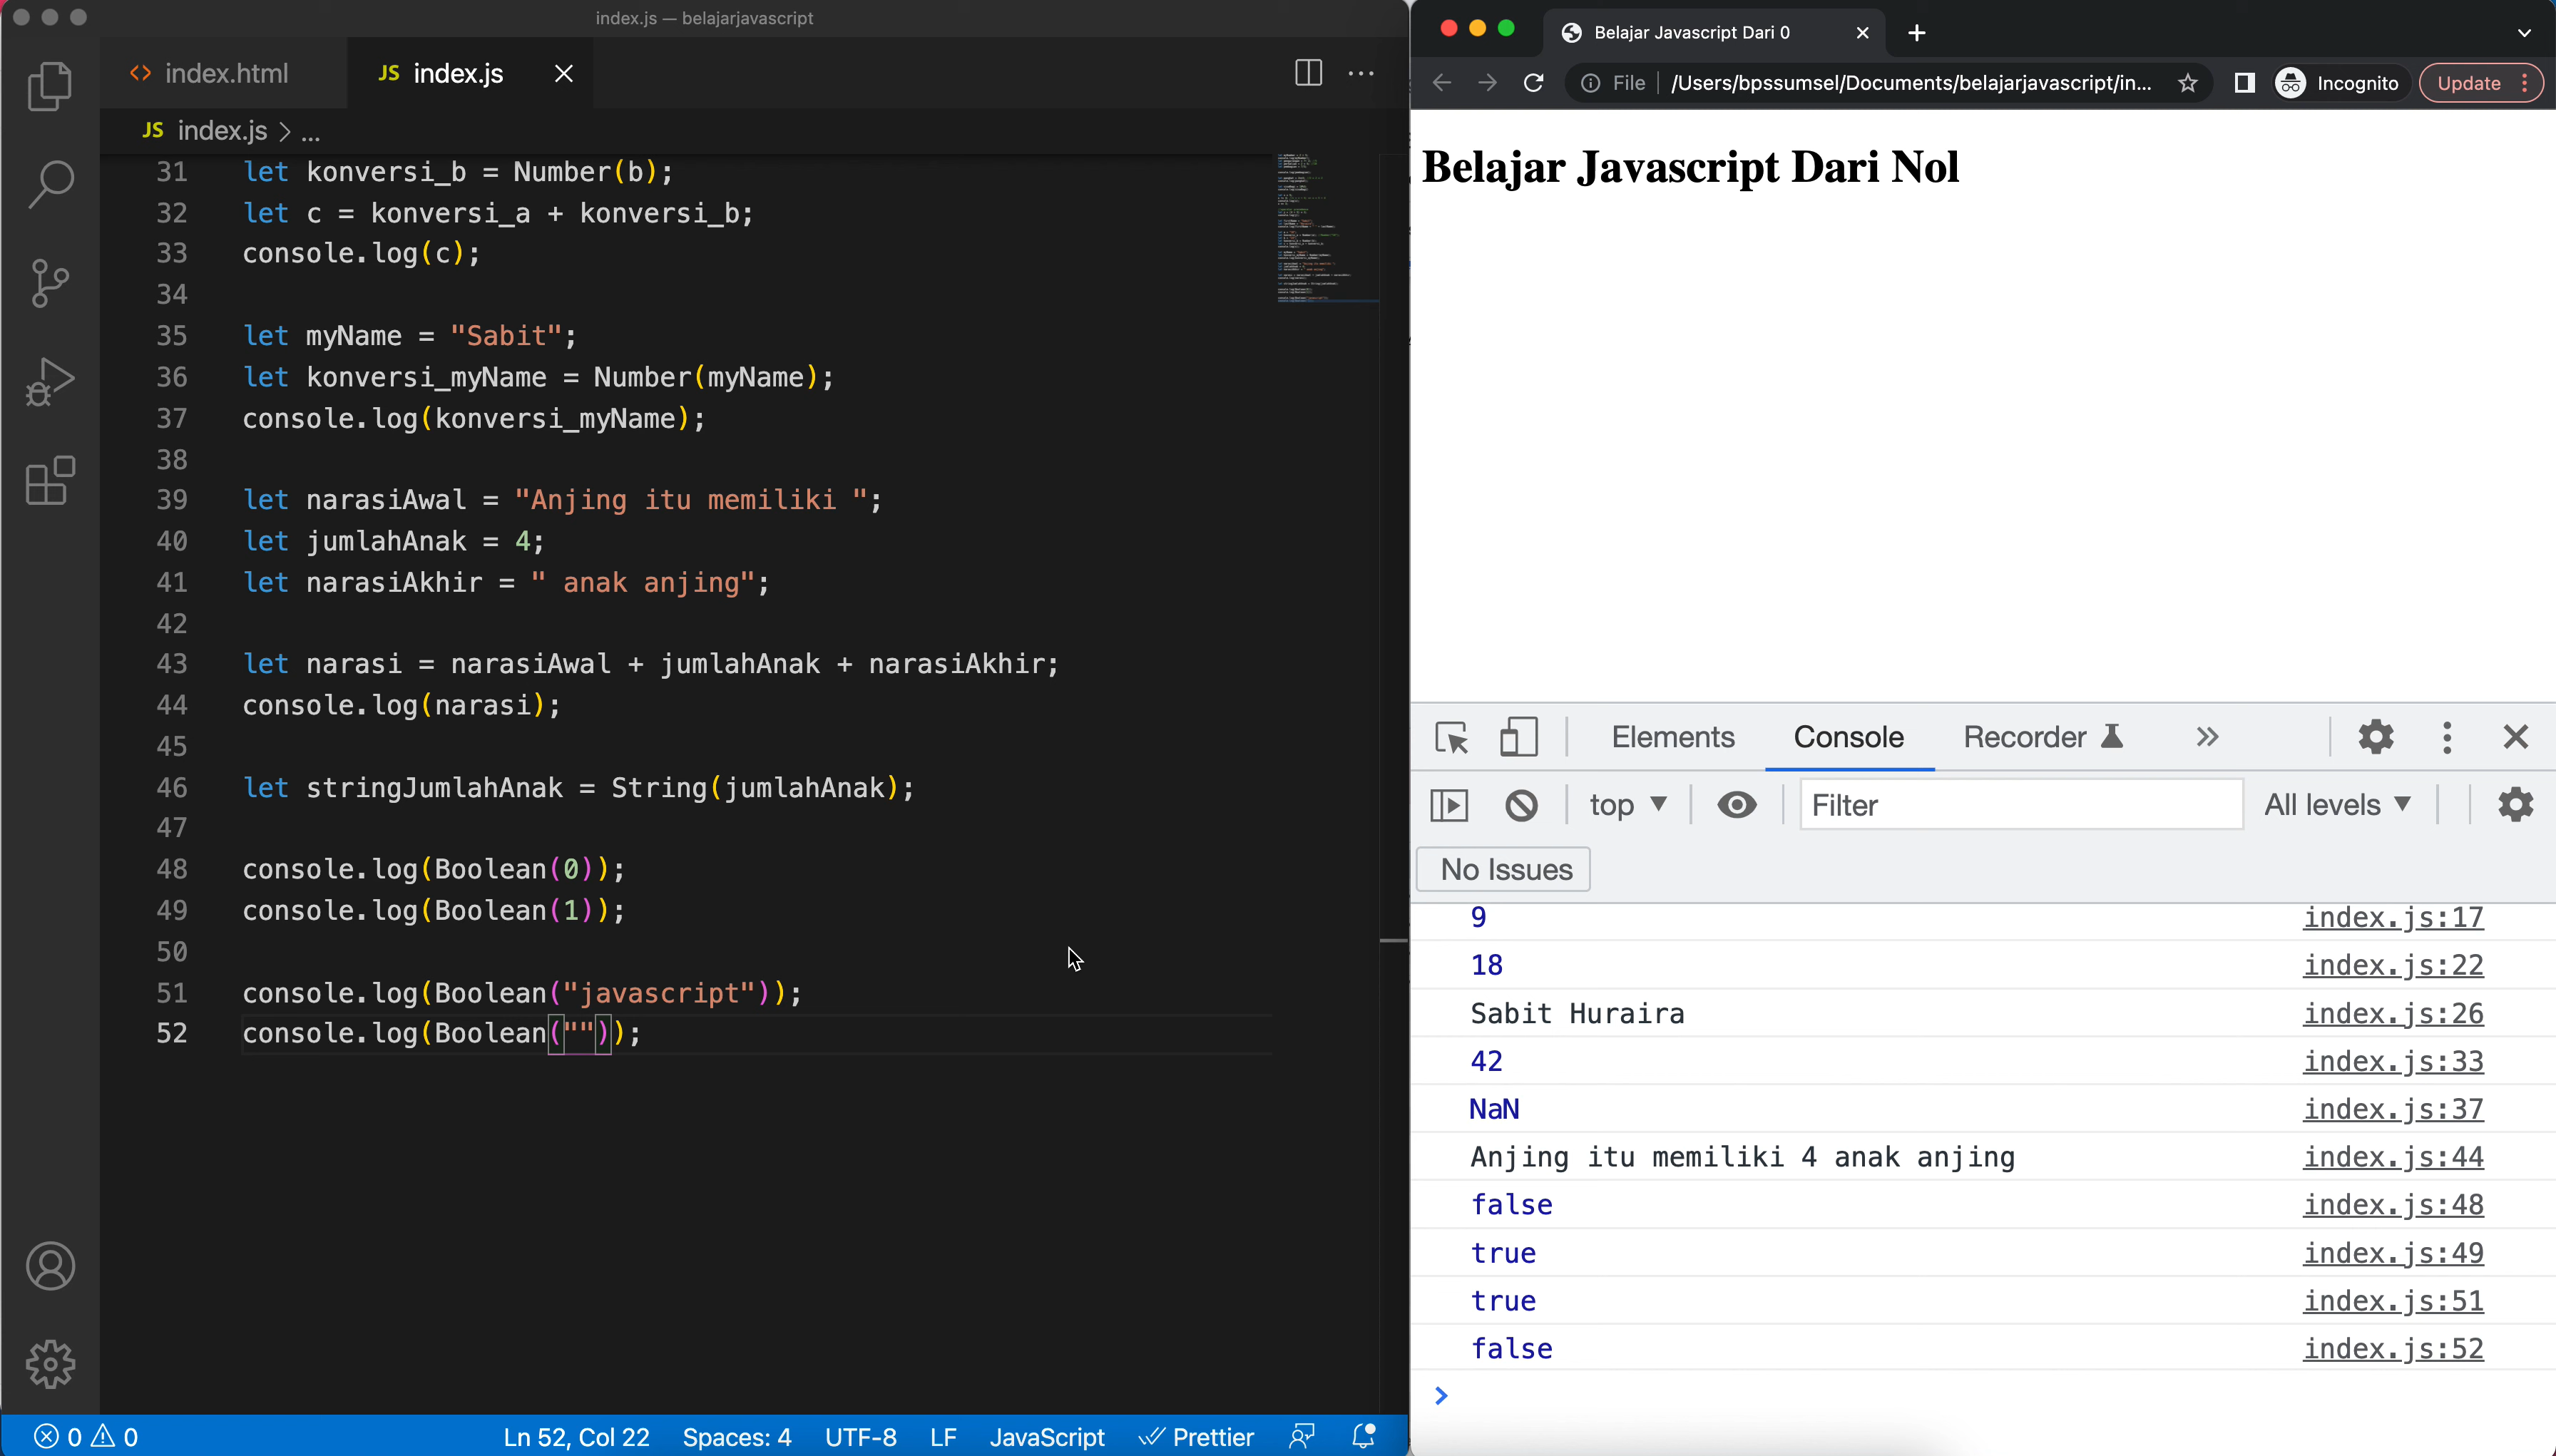 index.js — belajarjavascript
index.html
JS index.js
JS index.js > ...
31 let konversi_b = Number(b);
32 let c = konversi_a + konversi_b;
33 console.log(c);
34
35 let myName = "Sabit";
36 let konversi_myName = Number(myName);
37 console.log(konversi_myName);
38
39 let narasiAwal = "Anjing itu memiliki ";
40 let jumlahAnak = 4;
41 let narasiAkhir = " anak anjing";
42
43 let narasi = narasiAwal + jumlahAnak + narasiAkhir;
44 console.log(narasi);
45
46 let stringJumlahAnak = String(jumlahAnak);
47
48 console.log(Boolean(0));
49 console.log(Boolean(1));
50
51 console.log(Boolean("javascript"));
52 console.log(Boolean(""));
0 0 Ln 52, Col 22 Spaces: 4 UTF-8 LF JavaScript Prettier
Belajar Javascript Dari 0
File /Users/bpssumsel/Documents/belajarjavascript/in... Incognito Update
Belajar Javascript Dari Nol
Elements Console Recorder
top Filter All levels
No Issues
9 index.js:17
18 index.js:22
Sabit Huraira index.js:26
42 index.js:33
NaN index.js:37
Anjing itu memiliki 4 anak anjing index.js:44
false index.js:48
true index.js:49
true index.js:51
false index.js:52